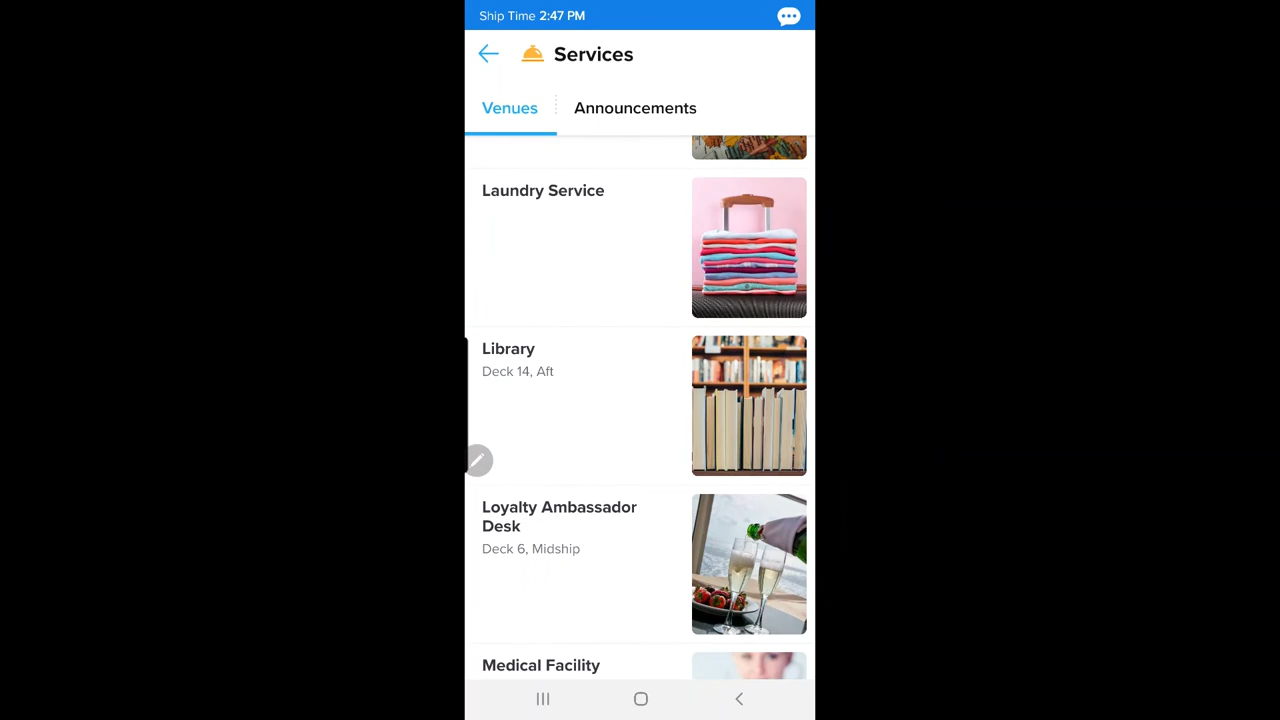 Ship Time 2:47 PM
Services
Venues
Announcements
Laundry Service
Library
Deck 14, Aft
Loyalty Ambassador
Desk
Deck 6, Midship
Medical Facility